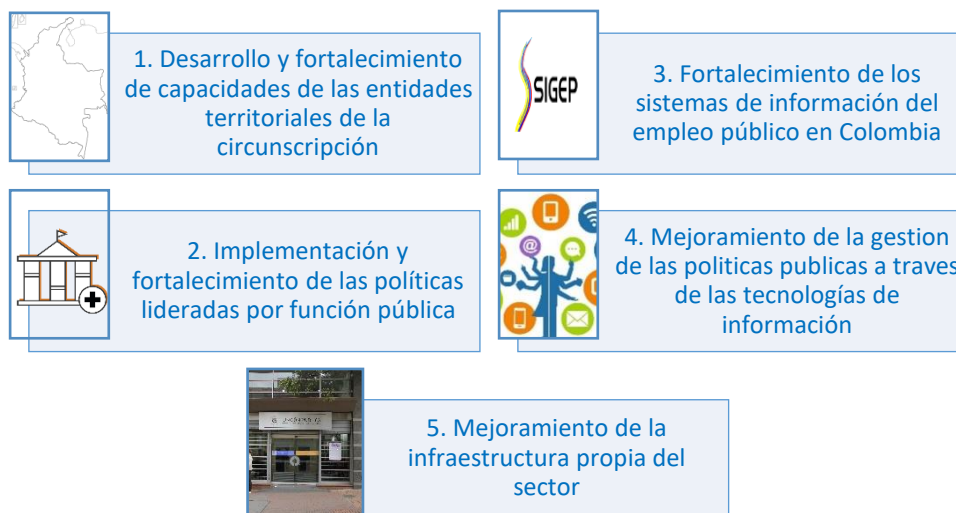 1. Desarrollo y fortalecimiento
de capacidades de las entidades
territoriales de la
circunscripción
2. Implementación y
fortalecimiento de las políticas
lideradas por función pública
SIGEP
3. Fortalecimiento de los
sistemas de información del
empleo público en Colombia
4. Mejoramiento de la gestion
de las politicas publicas a traves
de las tecnologías de
información
5. Mejoramiento de la
infraestructura propia del
sector